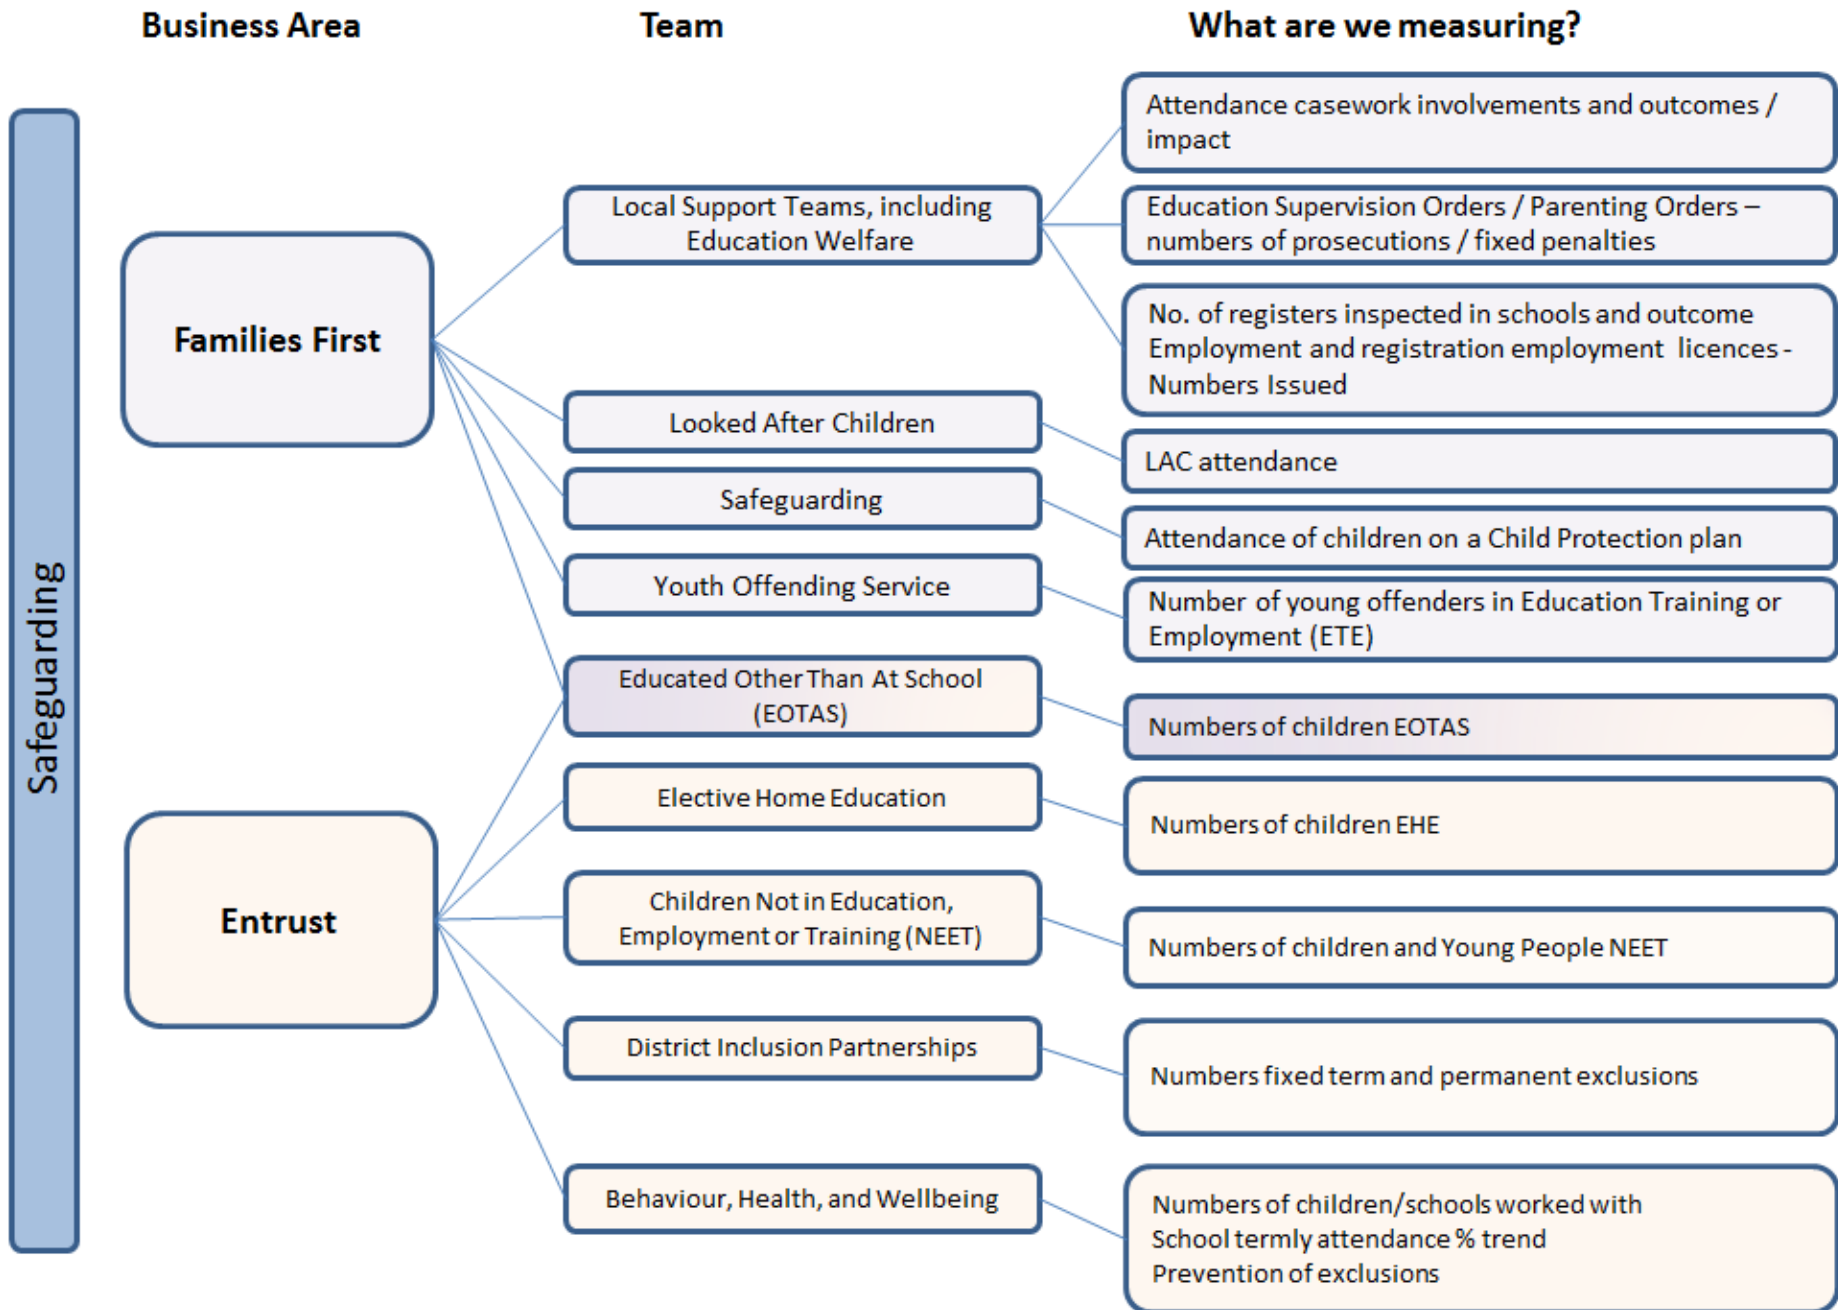 Business Area
Team
What are we measuring?
Safeguarding
Families First
Local Support Teams, including
Education Welfare
Attendance casework involvements and outcomes /
impact
Education Supervision Orders / Parenting Orders –
numbers of prosecutions / fixed penalties
No. of registers inspected in schools and outcome
Employment and registration employment licences -
Numbers Issued
Looked After Children
LAC attendance
Safeguarding
Attendance of children on a Child Protection plan
Youth Offending Service
Number of young offenders in Education Training or
Employment (ETE)
Educated Other Than At School
(EOTAS)
Numbers of children EOTAS
Entrust
Elective Home Education
Numbers of children EHE
Children Not in Education,
Employment or Training (NEET)
Numbers of children and Young People NEET
District Inclusion Partnerships
Numbers fixed term and permanent exclusions
Behaviour, Health, and Wellbeing
Numbers of children/schools worked with
School termly attendance % trend
Prevention of exclusions